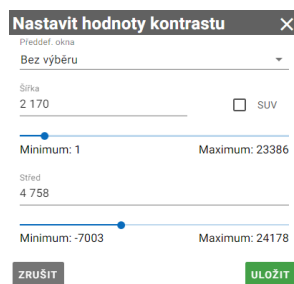 Nastavit hodnoty kontrastu
Předdef. okna
Bez výběru
Šířka
2 170
SUV
Minimum: 1 Maximum: 23386
Střed
4 758
Minimum: -7003 Maximum: 24178
ZRUŠIT ULOŽIT